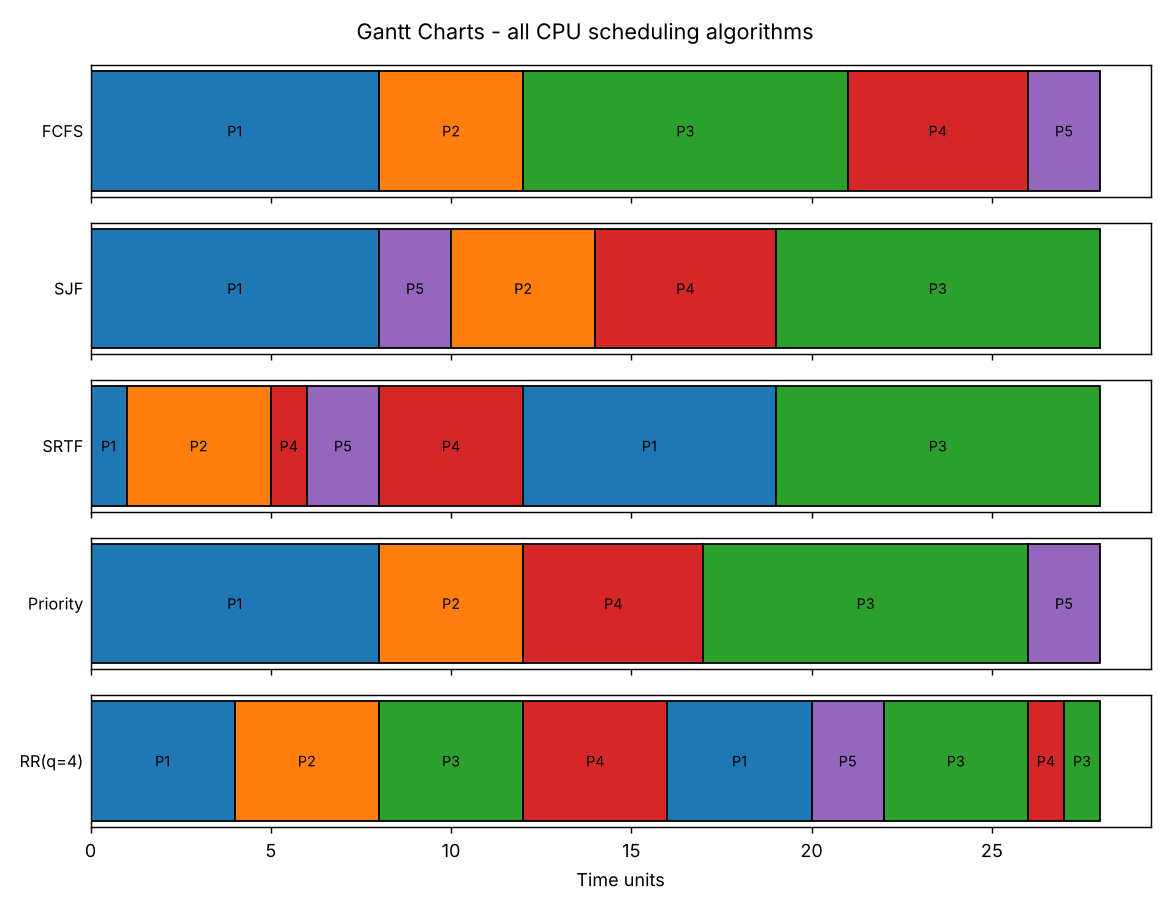 Gantt Charts - all CPU scheduling algorithms
FCFS P1 P2 P3 P4 P5
SJF P1 P5 P2 P4 P3
SRTF P1 P2 P4 P5 P4 P1 P3
Priority P1 P2 P4 P3 P5
RR(q=4) P1 P2 P3 P4 P1 P5 P3 P4 P3
0 5 10 15 20 25
Time units